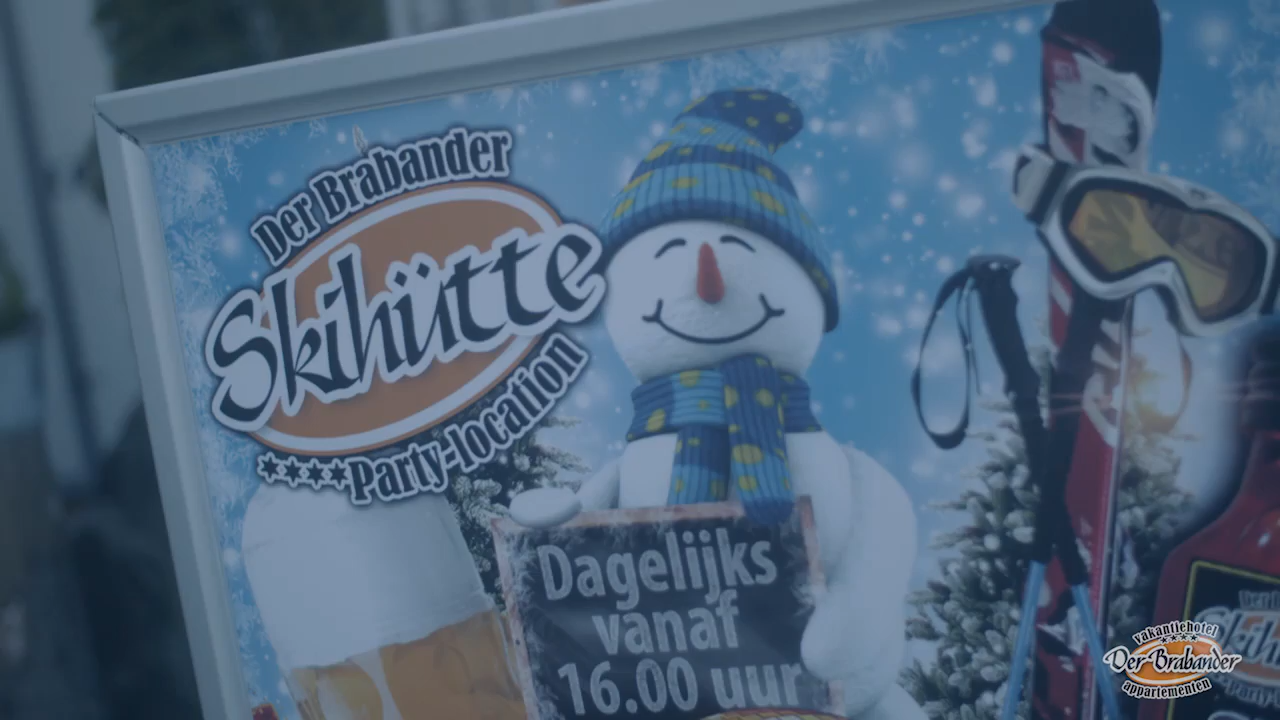 Der Brabander
Skihütte
****Party-location
Dagelijks
vanaf
16.00 uur
vakantiehotel
Der Brabander
appartementen